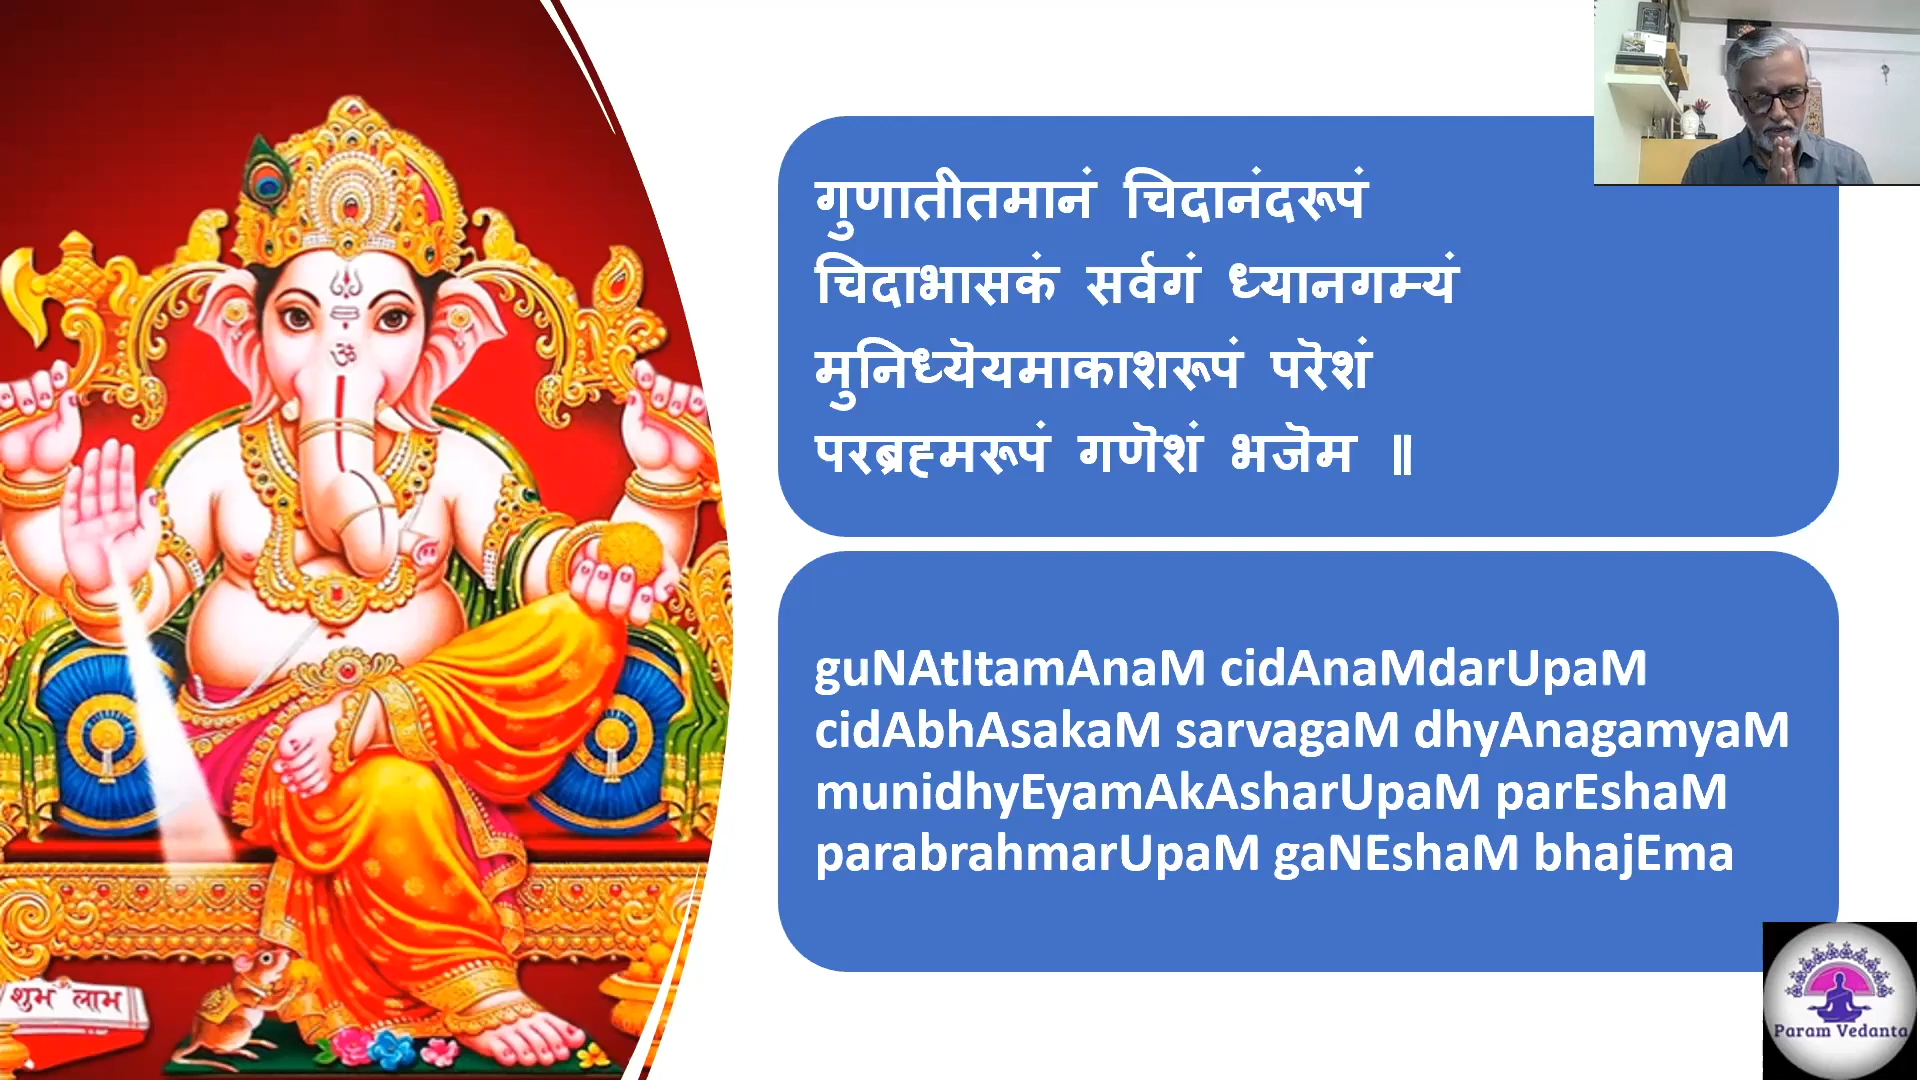 गुणातीतमानं चिदानंदरूपं
चिदाभासकं सर्वगं ध्यानगम्यं
मुनिध्यॆयमाकाशरूपं परॆशं
परब्रह्मरूपं गणॆशं भजॆम ॥
guNAtItamAnaM cidAnaMdarUpaM
cidAbhAsakaM sarvagaM dhyAnagamyaM
munidhyEyamAkAsharUpaM parEshaM
parabrahmarUpaM gaNEshaM bhajEma
ॐ
शुभ लाभ
Param Vedanta